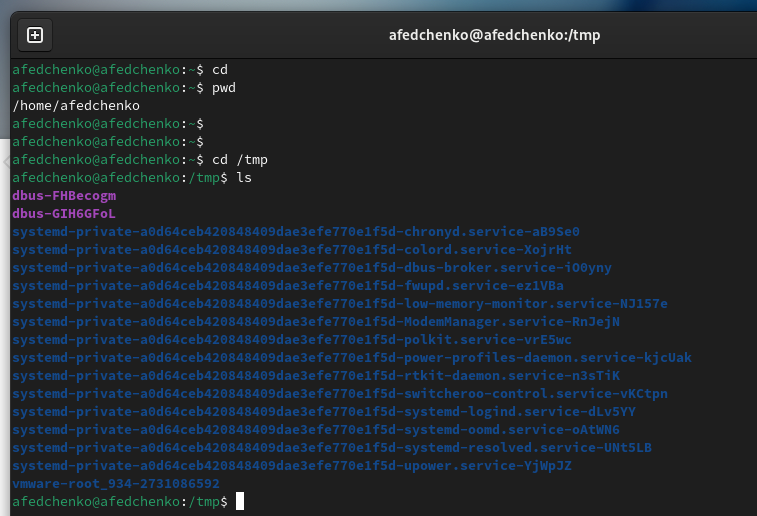 afedchenko@afedchenko:/tmp
afedchenko@afedchenko:~$ cd
afedchenko@afedchenko:~$ pwd
/home/afedchenko
afedchenko@afedchenko:~$
afedchenko@afedchenko:~$
afedchenko@afedchenko:~$ cd /tmp
afedchenko@afedchenko:/tmp$ ls
dbus-FHBecogm
dbus-GIH6GFoL
systemd-private-a0d64ceb420848409dae3efe770e1f5d-chronyd.service-aB9Se0
systemd-private-a0d64ceb420848409dae3efe770e1f5d-colord.service-XojrHt
systemd-private-a0d64ceb420848409dae3efe770e1f5d-dbus-broker.service-iO0yny
systemd-private-a0d64ceb420848409dae3efe770e1f5d-fwupd.service-ez1VBa
systemd-private-a0d64ceb420848409dae3efe770e1f5d-low-memory-monitor.service-NJ157e
systemd-private-a0d64ceb420848409dae3efe770e1f5d-ModemManager.service-RnJejN
systemd-private-a0d64ceb420848409dae3efe770e1f5d-polkit.service-vrE5wc
systemd-private-a0d64ceb420848409dae3efe770e1f5d-power-profiles-daemon.service-kjcUak
systemd-private-a0d64ceb420848409dae3efe770e1f5d-rtkit-daemon.service-n3sTiK
systemd-private-a0d64ceb420848409dae3efe770e1f5d-switcheroo-control.service-vKCtpn
systemd-private-a0d64ceb420848409dae3efe770e1f5d-systemd-logind.service-dLv5YY
systemd-private-a0d64ceb420848409dae3efe770e1f5d-systemd-oomd.service-oAtWN6
systemd-private-a0d64ceb420848409dae3efe770e1f5d-systemd-resolved.service-UNt5LB
systemd-private-a0d64ceb420848409dae3efe770e1f5d-upower.service-YjWpJZ
vmware-root_934-2731086592
afedchenko@afedchenko:/tmp$